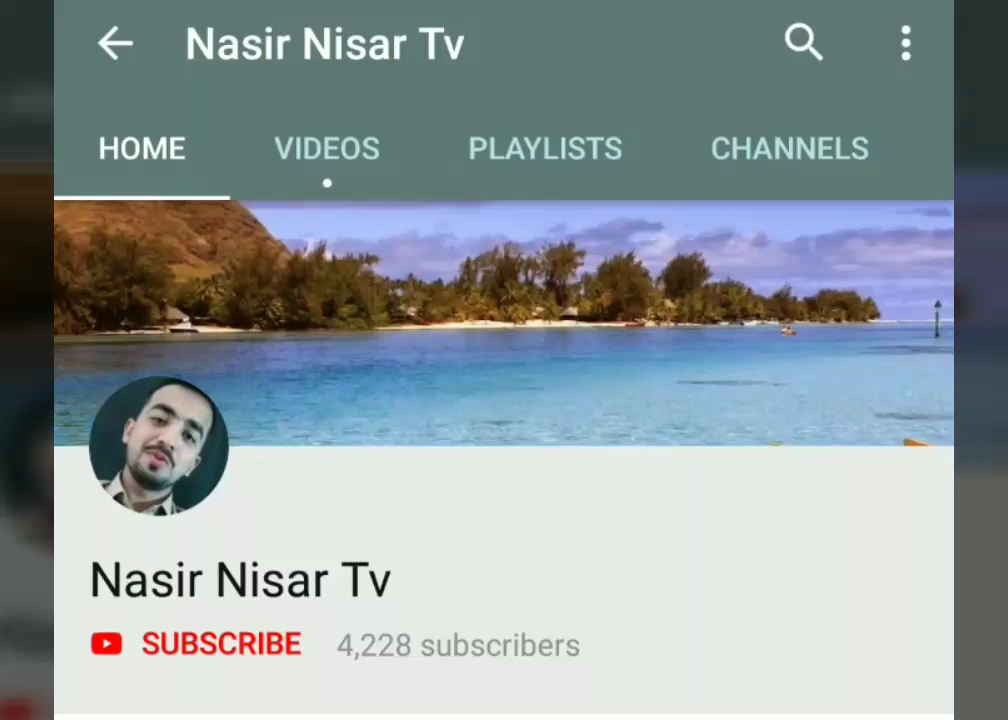 Nasir Nisar Tv
HOME VIDEOS PLAYLISTS CHANNELS
Nasir Nisar Tv
SUBSCRIBE 4,228 subscribers